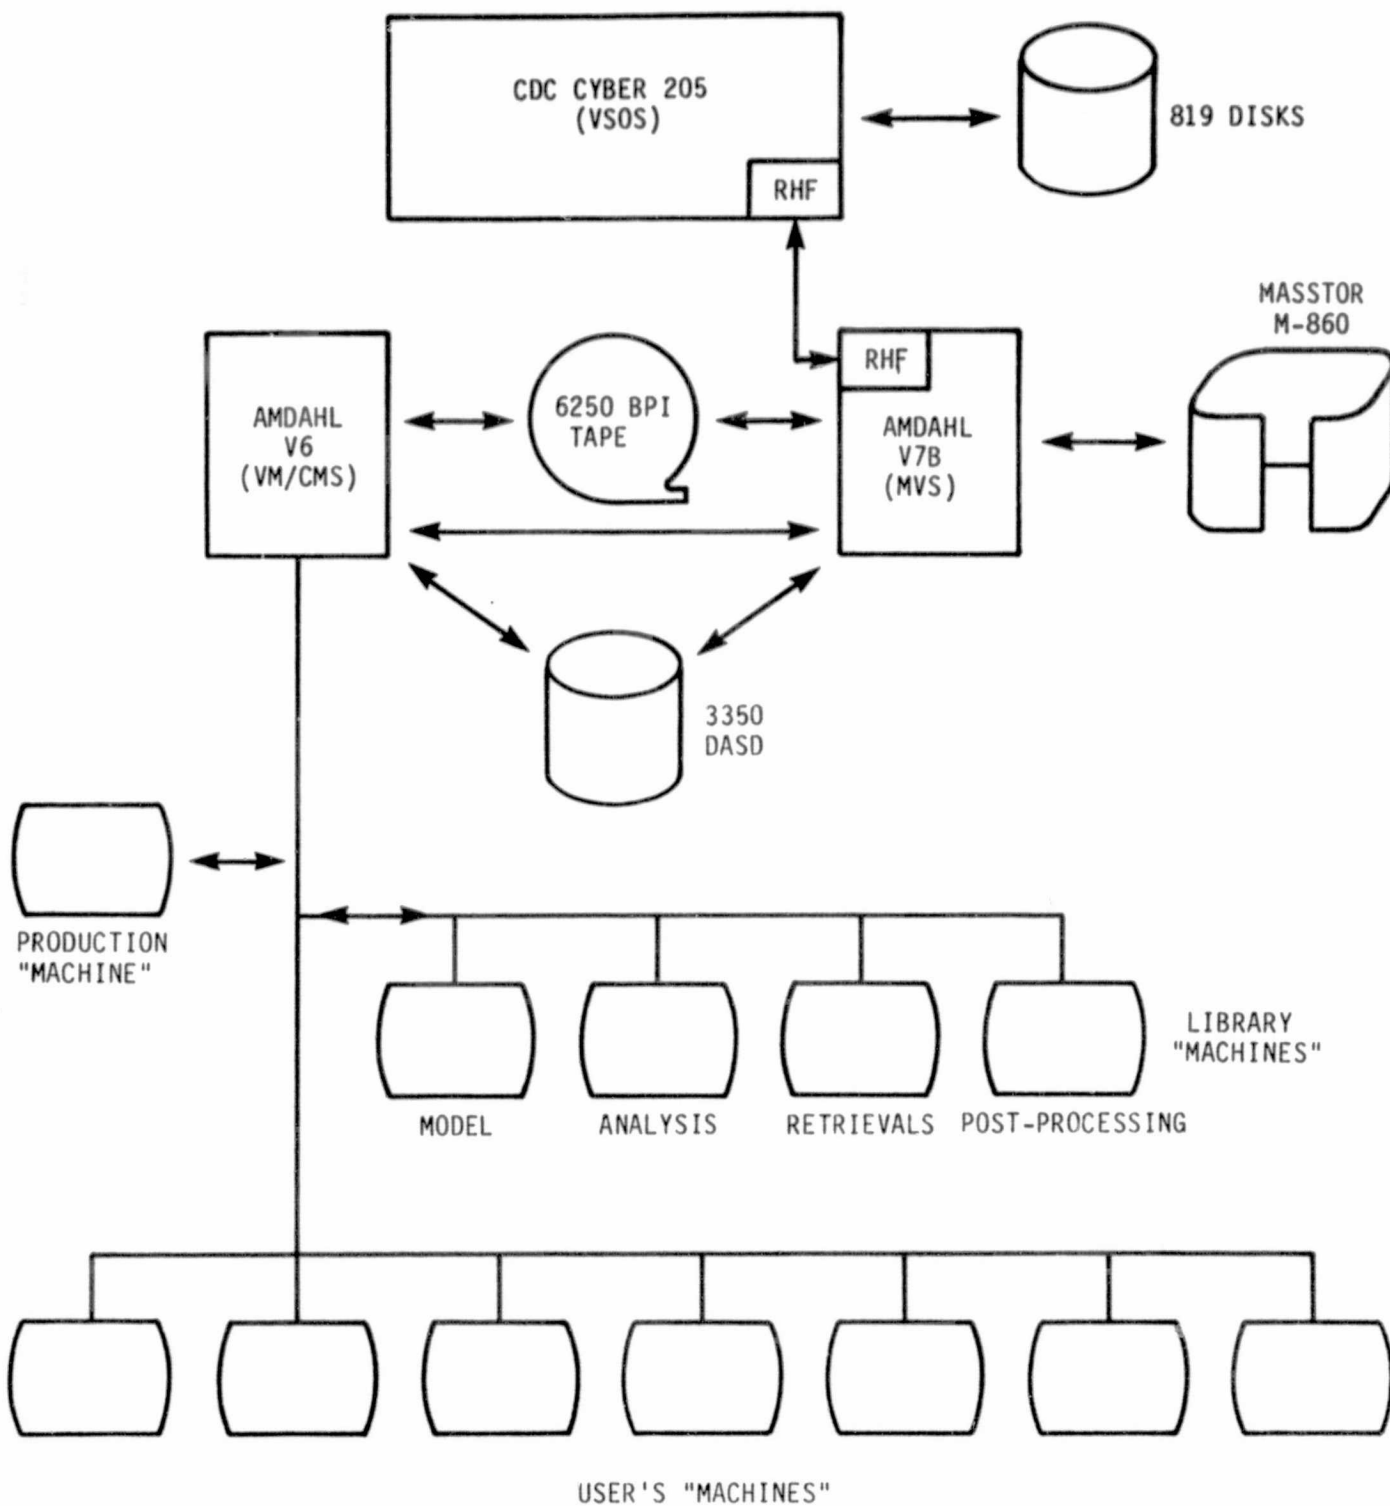 CDC CYBER 205
(VSOS)
RHF
819 DISKS
MASSTOR
M-860
AMDAHL
V6
(VM/CMS)
6250 BPI
TAPE
RHF
AMDAHL
V7B
(MVS)
3350
DASD
PRODUCTION
"MACHINE"
LIBRARY
"MACHINES"
MODEL
ANALYSIS
RETRIEVALS
POST-PROCESSING
USER'S "MACHINES"